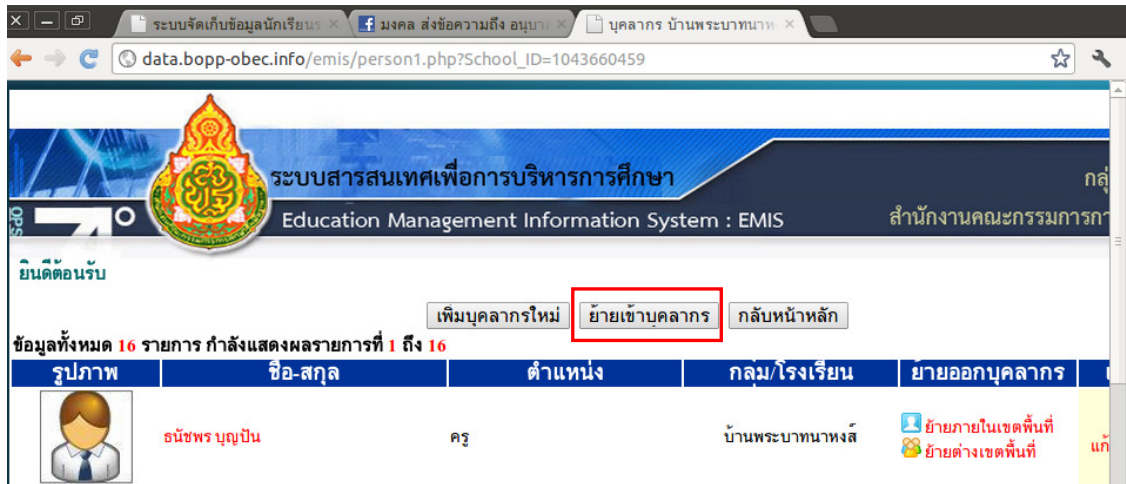 ระบบจัดเก็บข้อมูลนักเรียนร มงคล ส่งข้อความถึง อนุบา บุคลากร บ้านพระบาทนาห
data.bopp-obec.info/emis/person1.php?School_ID=1043660459
ระบบสารสนเทศเพื่อการบริหารการศึกษา กลุ่
Education Management Information System : EMIS สำนักงานคณะกรรมการกา
ยินดีต้อนรับ
เพิ่มบุคลากรใหม่ ย้ายเข้าบุคลากร กลับหน้าหลัก
ข้อมูลทั้งหมด 16 รายการ กำลังแสดงผลรายการที่ 1 ถึง 16
รูปภาพ ชื่อ-สกุล ตำแหน่ง กลุ่ม/โรงเรียน ย้ายออกบุคลากร
ธนัชพร บุญปัน ครู บ้านพระบาทนาหงส์ ย้ายภายในเขตพื้นที่
ย้ายต่างเขตพื้นที่ แก้